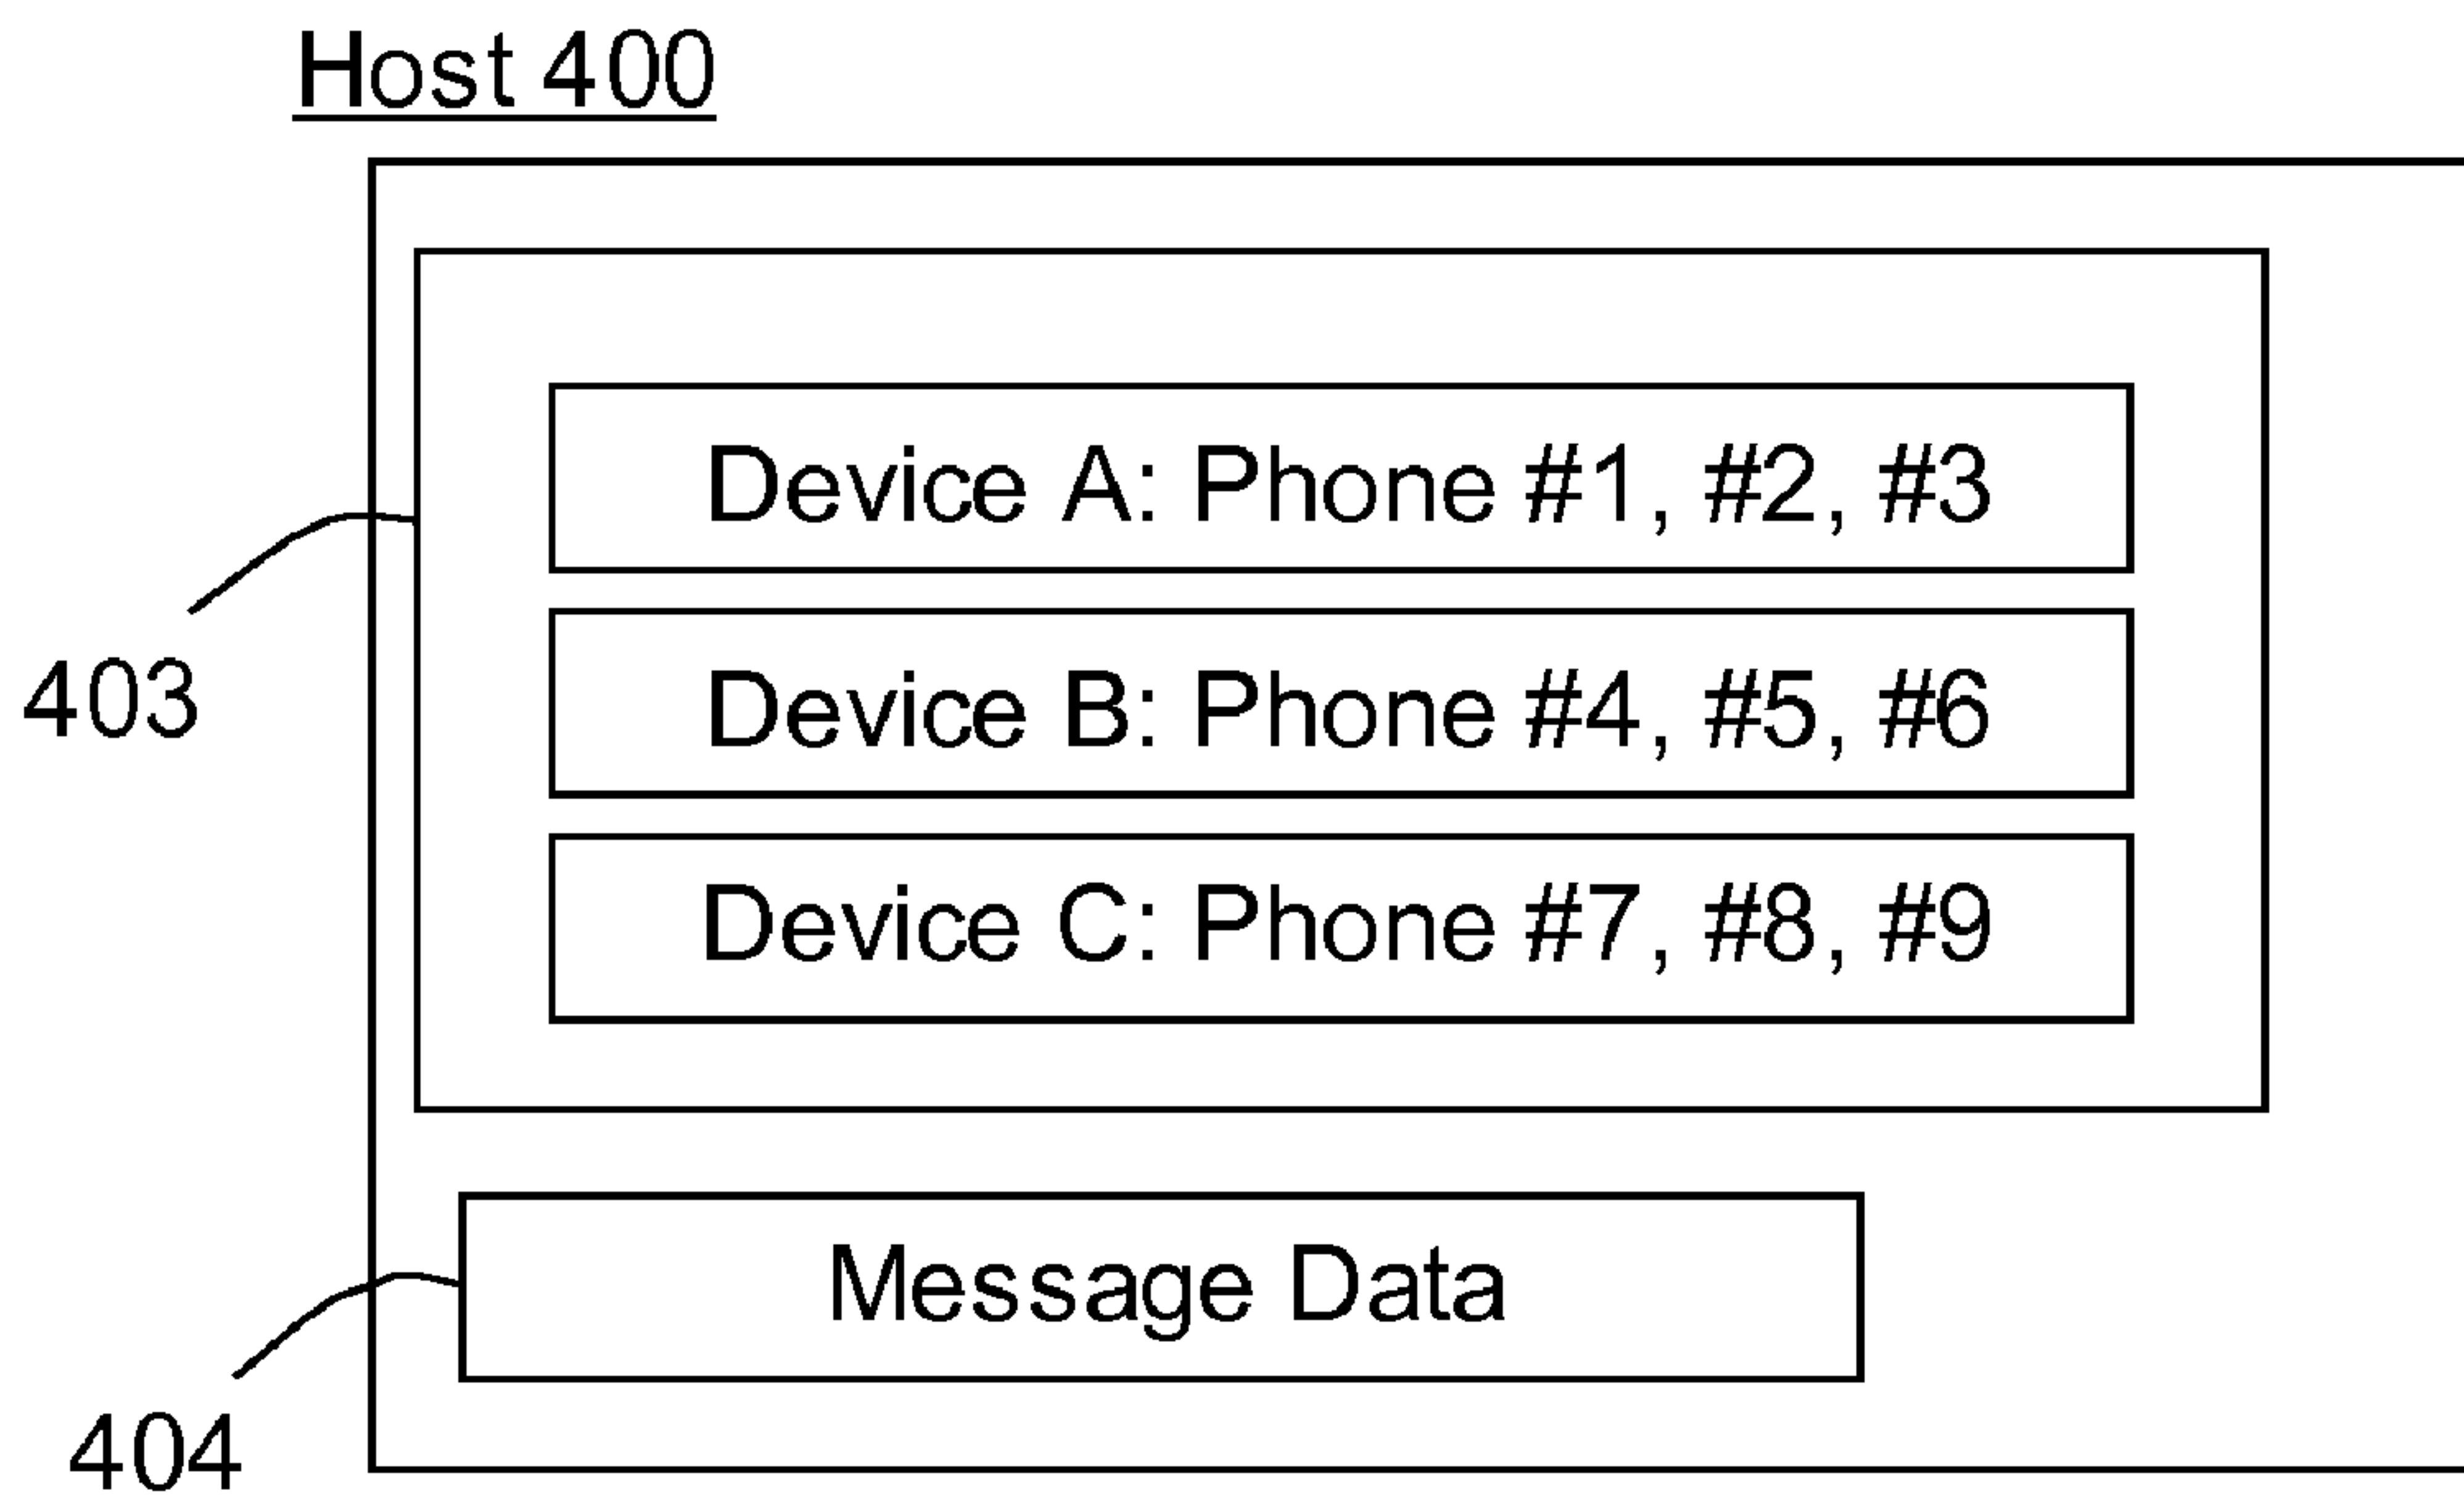 Host 400
Device A: Phone #1, #2, #3
403
Device B: Phone #4, #5, #6
Device C: Phone #7, #8, #9
Message Data
404